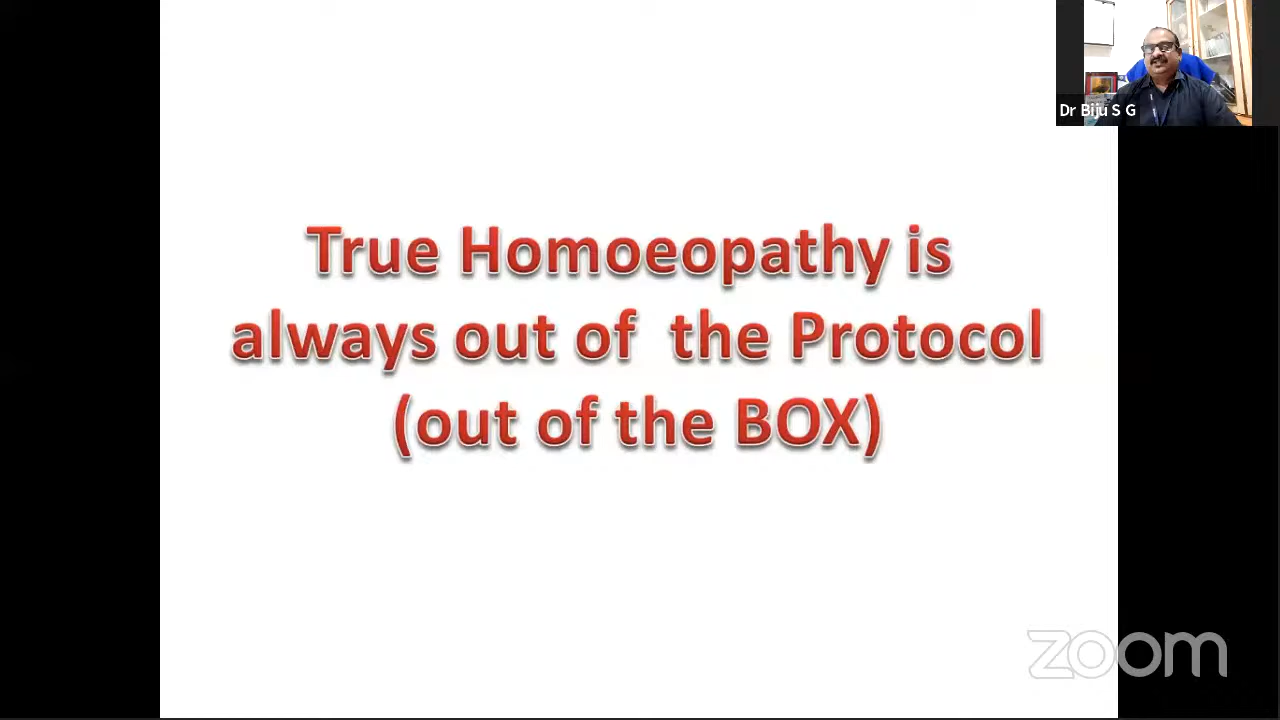 Dr Biju S G
True Homoeopathy is
always out of the Protocol
(out of the BOX)
zoom